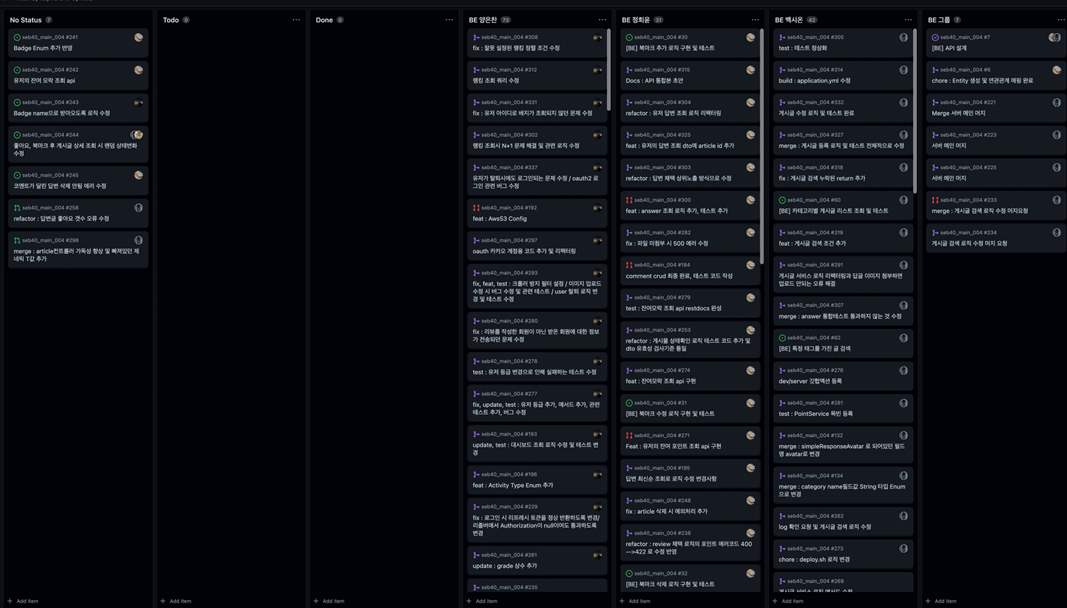 No Status 7
seb40_main_004 #241
Badge Enum 추가 반영
seb40_main_004 #242
유저의 잔여 모락 조회 api
seb40_main_004 #243
Badge name으로 받아오도록 로직 수정
seb40_main_004 #244
좋아요, 북마크 후 게시글 상세 조회 시 랜덤 상태변화
수정
seb40_main_004 #245
코멘트가 달린 답변 삭제 안됨 에러 수정
seb40_main_004 #258
refactor : 답변글 좋아요 갯수 오류 수정
seb40_main_004 #296
merge : article컨트롤러 가독성 향상 및 빠져있던 제
네릭 T값 추가
Add item
Todo 0
Add item
Done 0
Add item
BE 양은찬 73
seb40_main_004 #308
fix : 잘못 설정된 랭킹 정렬 조건 수정
seb40_main_004 #312
랭킹 조회 쿼리 수정
seb40_main_004 #331
fix : 유저 아이디로 배지가 조회되지 않던 문제 수정
seb40_main_004 #302
랭킹 조회시 N+1 문제 해결 및 관련 로직 수정
seb40_main_004 #337
유저가 탈퇴시에도 로그인되는 문제 수정 / oauth2 로
그인 관련 버그 수정
seb40_main_004 #192
feat : AwsS3 Config
seb40_main_004 #297
oauth 카카오 계정용 코드 추가 및 리팩터링
seb40_main_004 #293
fix, feat, test : 크롤러 방지 필터 설정 / 이미지 업로드
수정 시 버그 수정 및 관련 테스트 / user 탈퇴 로직 변
경 및 테스트 수정
seb40_main_004 #280
fix : 리뷰를 작성한 회원이 아닌 받은 회원에 대한 정보
가 전송되던 문제 수정
seb40_main_004 #278
test : 유저 등급 변경으로 인해 실패하는 테스트 수정
seb40_main_004 #277
fix, update, test : 유저 등급 추가, 메서드 추가, 관련
테스트 추가, 버그 수정
seb40_main_004 #193
update, test : 대시보드 조회 로직 수정 및 테스트 변
경
seb40_main_004 #196
feat : Activity Type Enum 추가
seb40_main_004 #229
fix : 로그인 시 리프레시 토큰을 정상 반환하도록 변경/
리졸버에서 Authorization이 null이여도 통과하도록
변경
seb40_main_004 #261
update : grade 상수 추가
seb40_main_004 #235
Add item
BE 정희윤 31
seb40_main_004 #30
[BE] 북마크 추가 로직 구현 및 테스트
seb40_main_004 #315
Docs : API 통합본 초안
seb40_main_004 #304
refactor : 유저 답변 조회 로직 리팩터링
seb40_main_004 #325
feat : 유저의 답변 조회 dto에 article id 추가
seb40_main_004 #303
refactor : 답변 채택 상위노출 방식으로 수정
seb40_main_004 #300
feat : answer 조회 로직 추가, 테스트 추가
seb40_main_004 #282
fix : 파일 미첨부 시 500 에러 수정
seb40_main_004 #184
comment crud 최종 완료, 테스트 코드 작성
seb40_main_004 #279
test : 잔여모락 조회 api restdocs 완성
seb40_main_004 #253
refactor : 게시물 상태확인 로직 테스트 코드 추가 및
dto 유효성 검사기준 통일
seb40_main_004 #274
feat : 잔여모락 조회 api 구현
seb40_main_004 #31
[BE] 북마크 수정 로직 구현 및 테스트
seb40_main_004 #271
Feat : 유저의 잔여 포인트 조회 api 구현
seb40_main_004 #195
답변 최신순 조회로 로직 수정 변경사항
seb40_main_004 #248
fix : article 삭제 시 예외처리 추가
seb40_main_004 #238
refactor : review 채택 로직의 포인트 에러코드 400
-->422 로 수정 반영
seb40_main_004 #32
[BE] 북마크 삭제 로직 구현 및 테스트
Add item
BE 백시온 42
seb40_main_004 #305
test : 테스트 정상화
seb40_main_004 #314
build : application.yml 수정
seb40_main_004 #332
게시글 수정 로직 및 테스트 완료
seb40_main_004 #327
merge : 게시글 등록 로직 및 테스트 전체적으로 수정
seb40_main_004 #318
fix : 게시글 검색 누락된 return 추가
seb40_main_004 #60
[BE] 카테고리별 게시글 리스트 조회 및 테스트
seb40_main_004 #319
feat : 게시글 검색 조건 추가
seb40_main_004 #291
게시글 서비스 로직 리팩터링과 답글 이미지 첨부하면
업로드 안되는 오류 해결
seb40_main_004 #307
merge : answer 통합테스트 통과하지 않는 것 수정
seb40_main_004 #62
[BE] 특정 태그를 가진 글 검색
seb40_main_004 #276
dev/server 깃헙액션 등록
seb40_main_004 #281
test : PointService 목빈 등록
seb40_main_004 #132
merge : simpleResponseAvatar 로 되어있던 필드
명 avatar로 변경
seb40_main_004 #134
merge : category name필드값 String 타입 Enum
으로 변경
seb40_main_004 #262
log 확인 요청 및 게시글 검색 로직 수정
seb40_main_004 #273
chore : deploy.sh 로직 변경
seb40_main_004 #269
Add item
BE 그룹 7
seb40_main_004 #7
[BE] API 설계
seb40_main_004 #6
chore : Entity 생성 및 연관관계 매핑 완료
seb40_main_004 #221
Merge 서버 메인 머지
seb40_main_004 #223
서버 메인 머지
seb40_main_004 #225
서버 메인 머지
seb40_main_004 #233
merge : 게시글 검색 로직 수정 머지요청
seb40_main_004 #234
게시글 검색 로직 수정 머지 요청
Add item